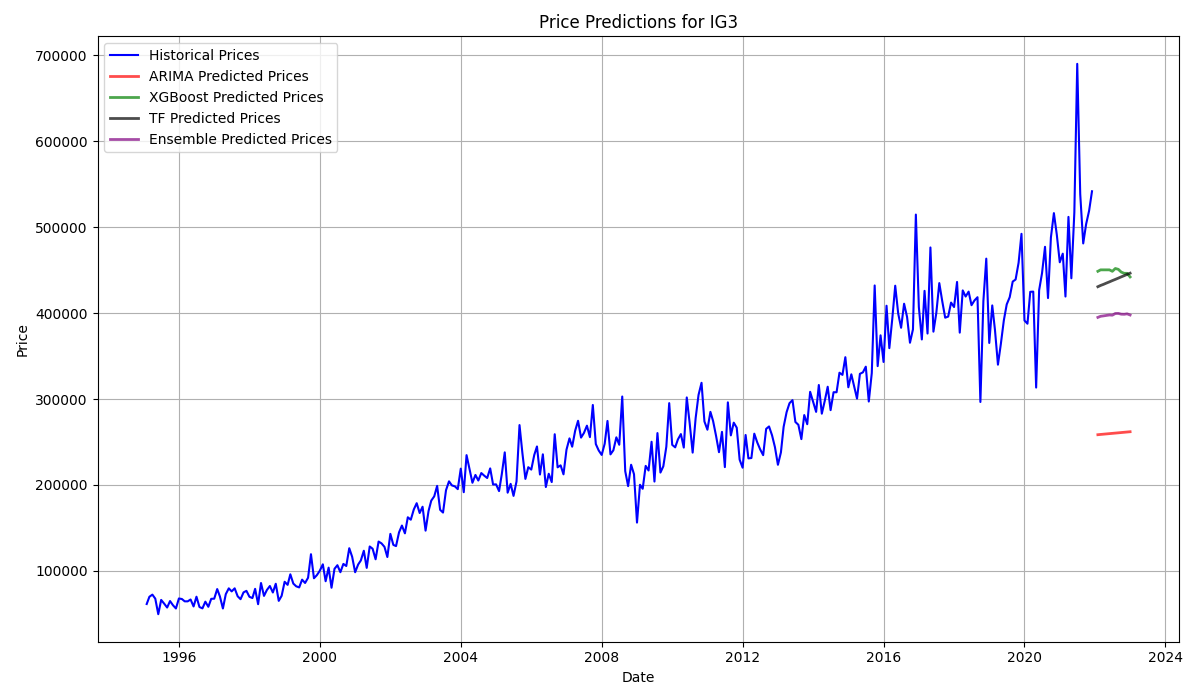 Price Predictions for IG3
Historical Prices
ARIMA Predicted Prices
XGBoost Predicted Prices
TF Predicted Prices
Ensemble Predicted Prices
700000
600000
500000
400000
300000
200000
100000
Price
1996 2000 2004 2008 2012 2016 2020 2024
Date